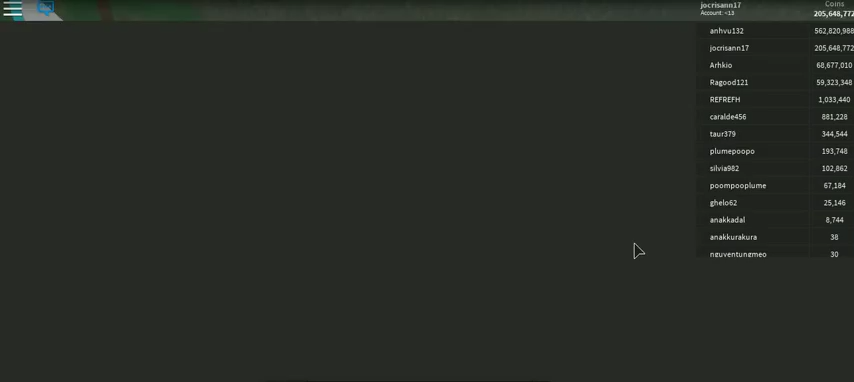 jocrisann17 Coins
Account: <13 205,648,772
anhvu132 562,820,988
jocrisann17 205,648,772
Arhkio 68,677,010
Ragood121 59,323,348
REFREFH 1,033,440
caralde456 881,228
taur379 344,544
plumepoopo 193,748
silvia982 102,862
poompooplume 67,184
ghelo62 25,146
anakkadal 8,744
anakkurakura 38
nguyentungmeo 30